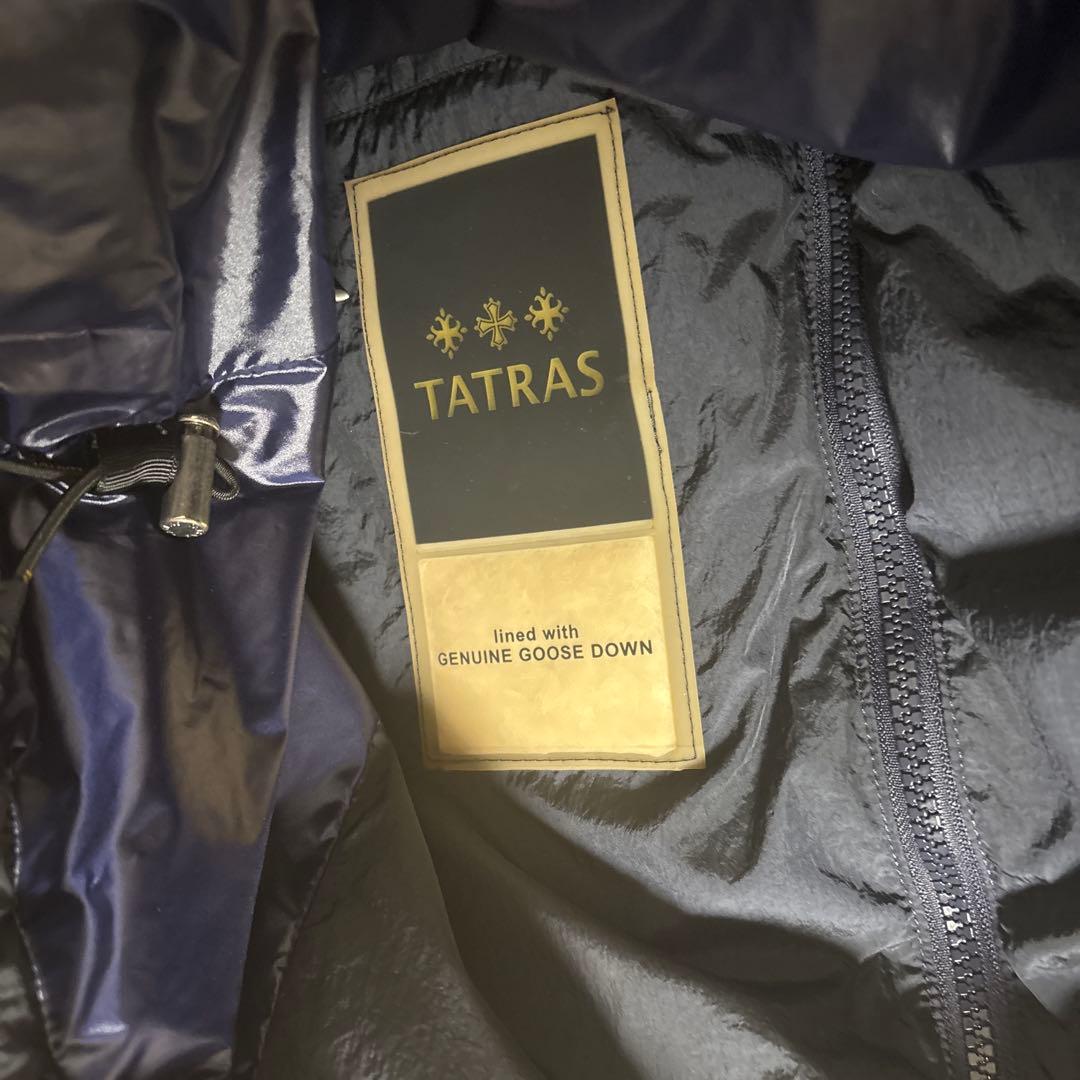 TATRAS
lined with
GENUINE GOOSE DOWN